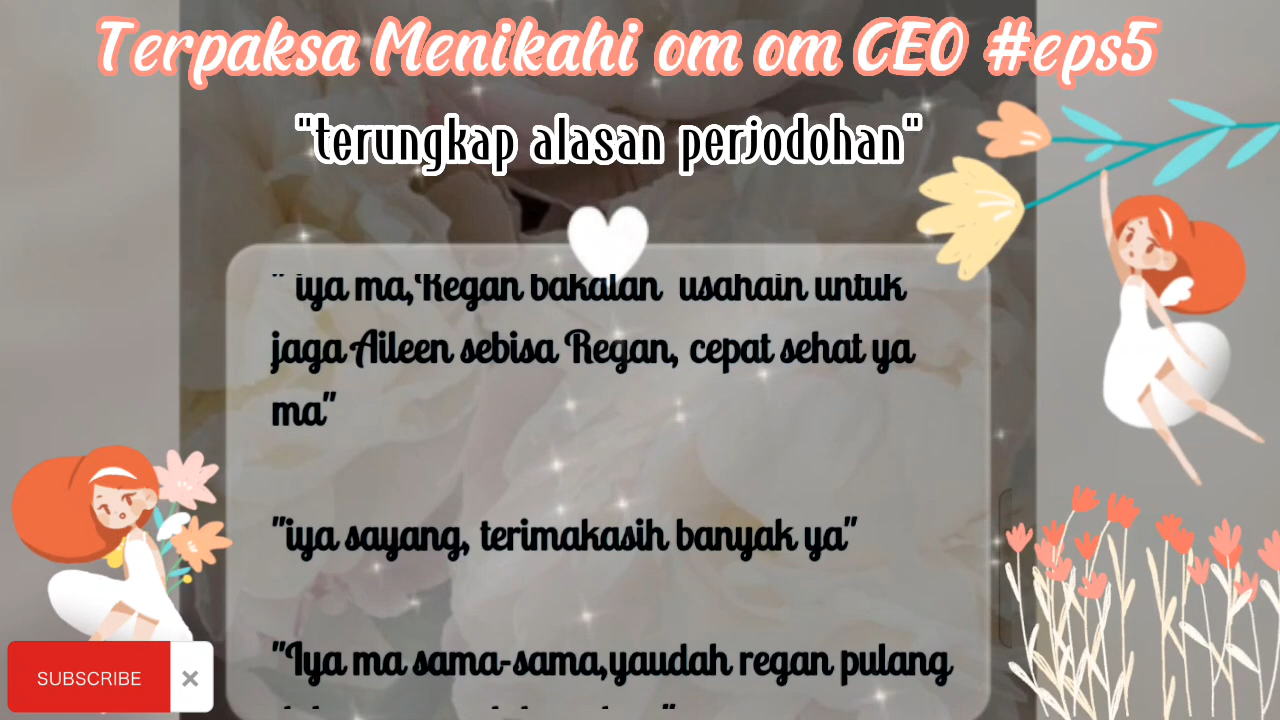 Terpaksa Menikahi om om CEO #eps5
"terungkap alasan perjodohan"
" iya ma,Regan bakalan usahain untuk
jaga Aileen sebisa Regan, cepat sehat ya
ma"
"iya sayang, terimakasih banyak ya"
"Iya ma sama-sama,yaudah regan pulang
SUBSCRIBE